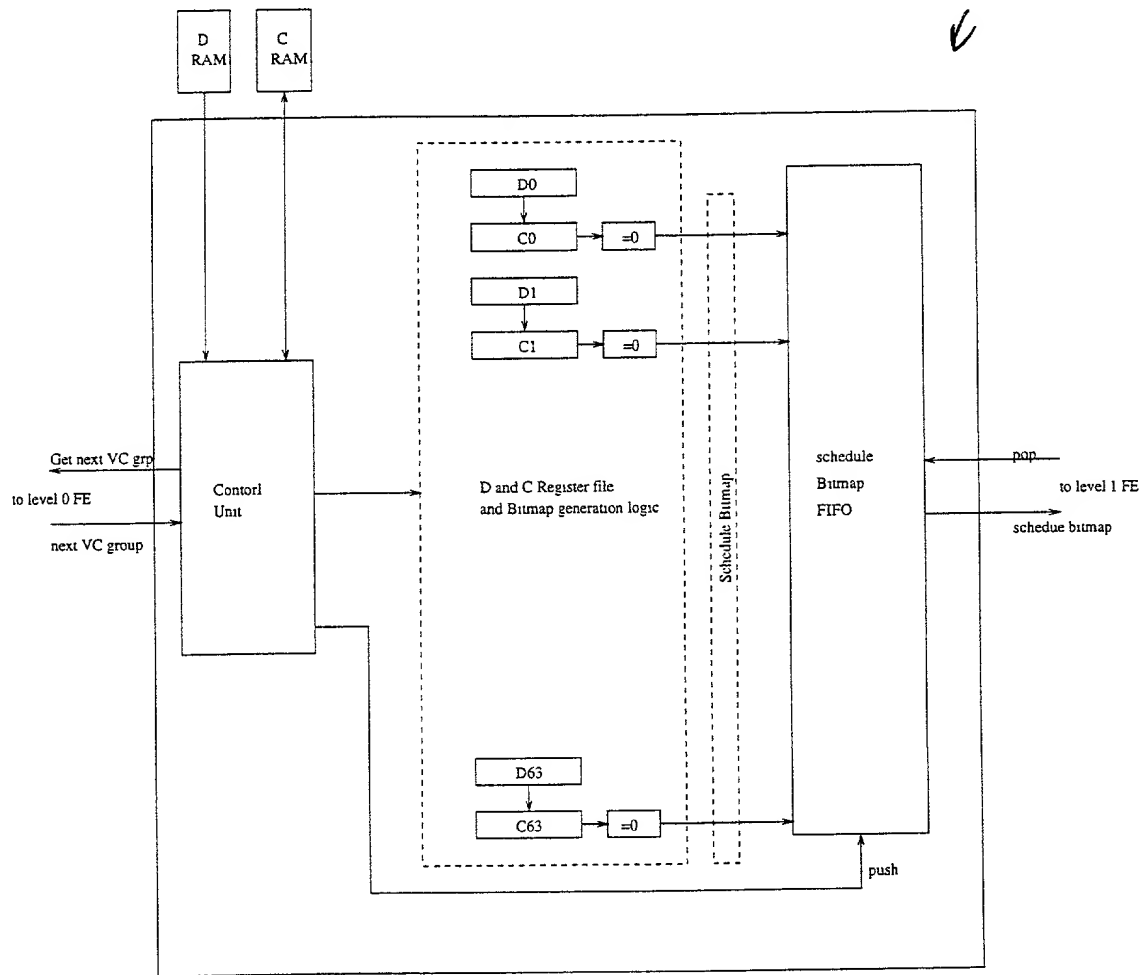 D
RAM
C
RAM
D0
C0
=0
D1
C1
=0
Get next VC grp
to level 0 FE
next VC group
Contorl
Unit
D and C Register file
and Bitmap generation logic
Schedule Bitmap
schedule
Bitmap
FIFO
pop
to level 1 FE
schedue bitmap
D63
C63
=0
push